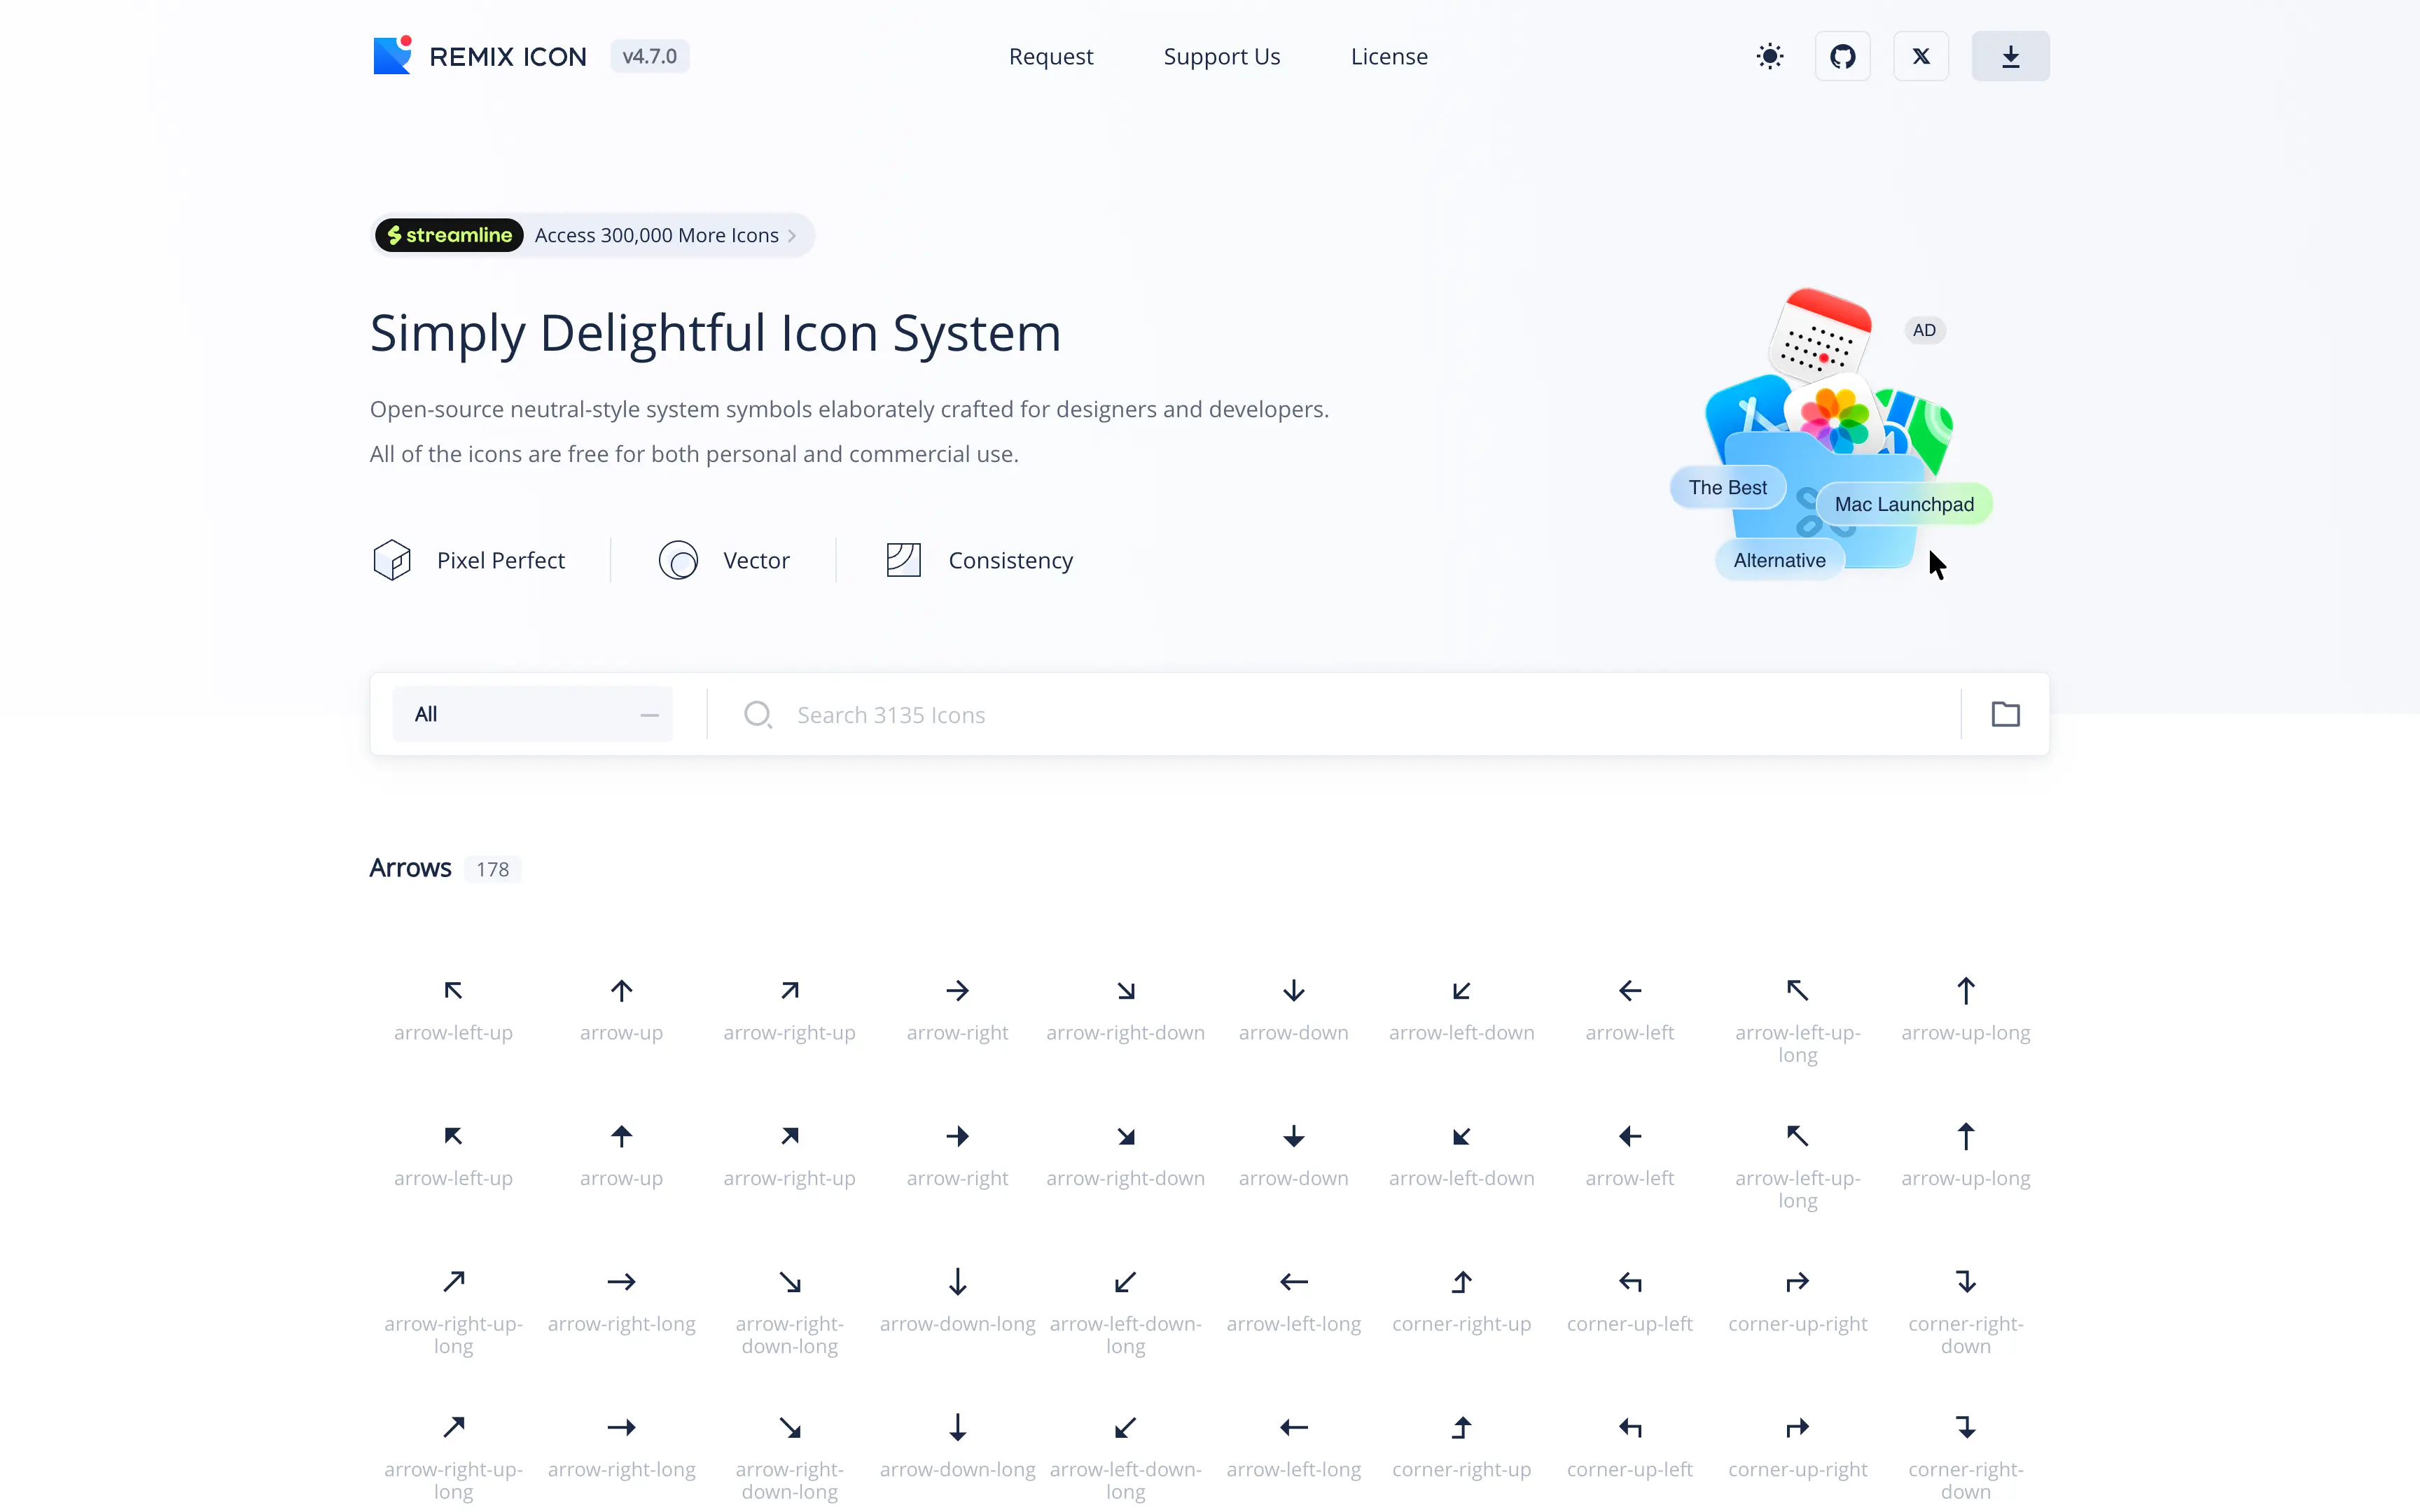 REMIX ICON v4.7.0 Request Support Us License
streamline Access 300,000 More Icons
Simply Delightful Icon System
AD
Open-source neutral-style system symbols elaborately crafted for designers and developers.
All of the icons are free for both personal and commercial use.
The Best
Mac Launchpad
Alternative
Pixel Perfect Vector Consistency
All Search 3135 Icons
Arrows 178
arrow-left-up arrow-up arrow-right-up arrow-right arrow-right-down arrow-down arrow-left-down arrow-left arrow-left-up- arrow-up-long
long
arrow-left-up arrow-up arrow-right-up arrow-right arrow-right-down arrow-down arrow-left-down arrow-left arrow-left-up- arrow-up-long
long
arrow-right-up- arrow-right-long arrow-right- arrow-down-long arrow-left-down- arrow-left-long corner-right-up corner-up-left corner-up-right corner-right-
long down-long long down
arrow-right-up- arrow-right-long arrow-right- arrow-down-long arrow-left-down- arrow-left-long corner-right-up corner-up-left corner-up-right corner-right-
long down-long long down